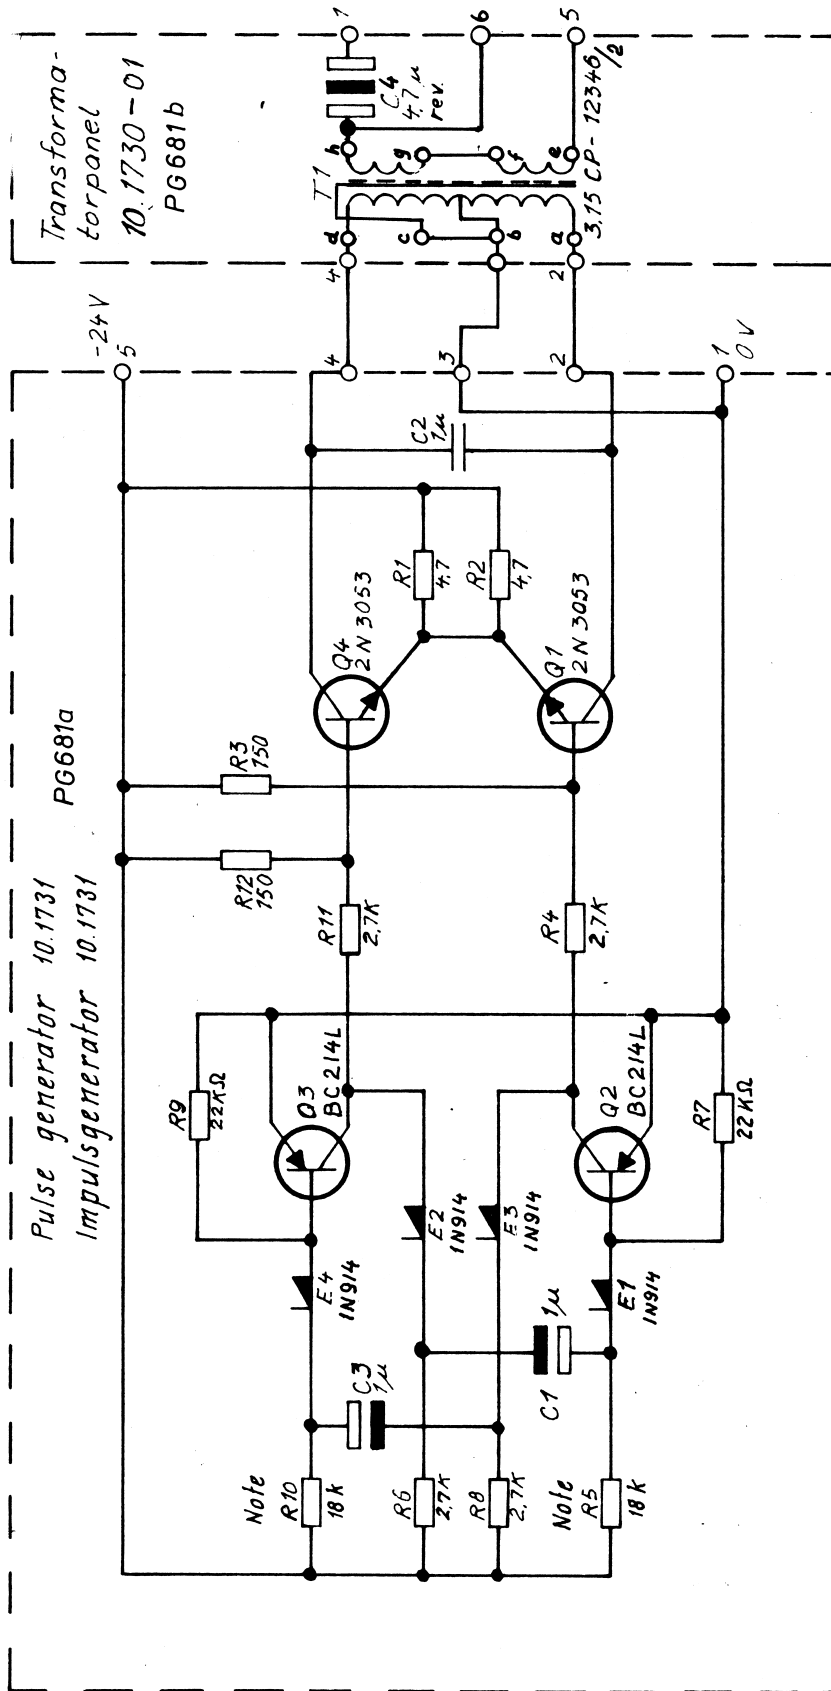 Pulse generator 10.1731
Impulsgenerator 10.1731
PG681a
Transforma-
torpanel
10.1730-01
PG681b
-24V
5
R9
22KΩ
Q3
BC214L
E4
1N914
C3
1µ
Note
R10
18k
R6
2,7K
R8
2,7K
Note
R5
18k
E2
1N914
E3
1N914
C1
1µ
E1
1N914
Q2
BC214L
R7
22KΩ
R12
150
R3
150
R11
2,7K
R4
2,7K
Q4
2N3053
R1
4,7
R2
4,7
Q1
2N3053
C2
1µ
4
3
2
1
0V
4
2
d
c
b
a
T1
h
g
f
e
3,15 CP-12346/2
C4
4,7µ
rev.
1
6
5